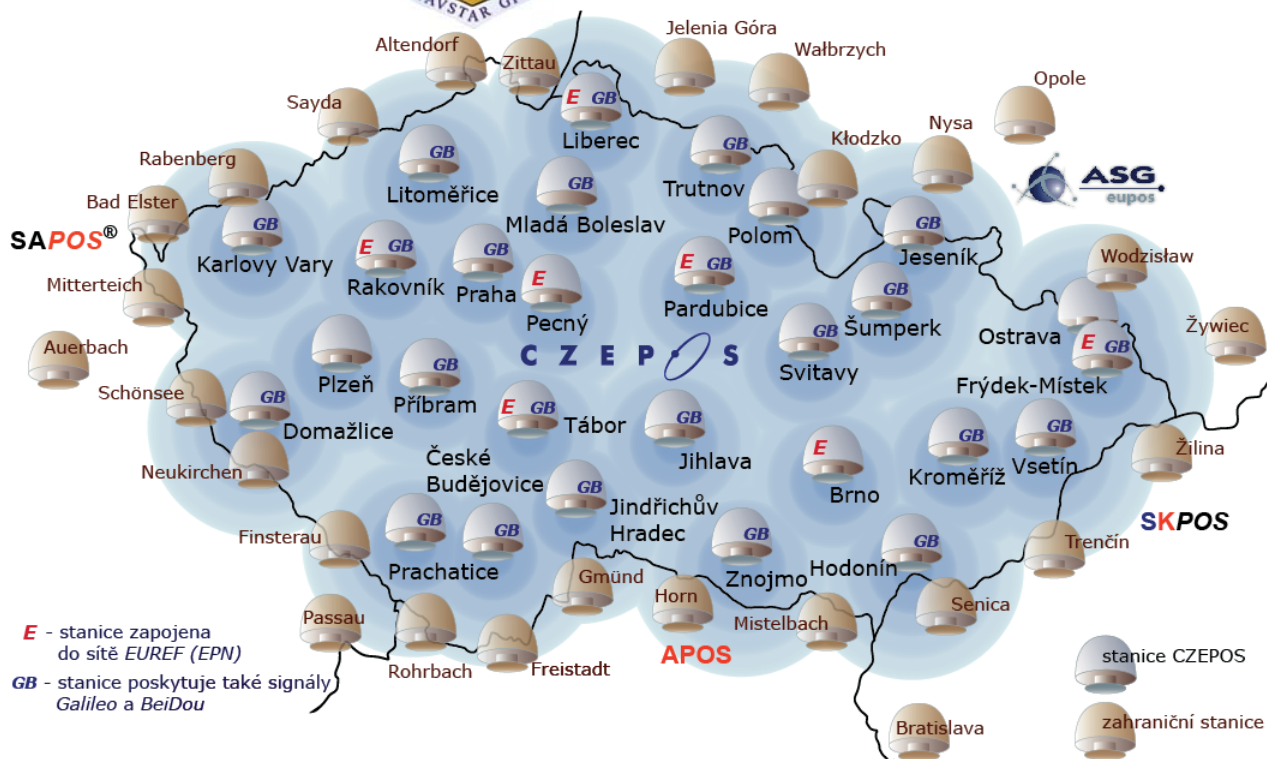 AVSTAR GP
Altendorf
Zittau
Jelenia Góra
Wałbrzych
Opole
Sayda
E GB
Liberec
Kłodzko
Nysa
Rabenberg
GB
Litoměřice
GB
Trutnov
ASG
eupos
Bad Elster
GB
Mladá Boleslav
Polom
GB
Jeseník
SAPOS®
GB
Karlovy Vary
E GB
Rakovník
GB
Praha
E
Pecný
E GB
Pardubice
Wodzisław
Mitterteich
GB
Šumperk
Ostrava
Żywiec
Auerbach
Plzeň
CZEPOS
GB
Svitavy
E GB
Frýdek-Místek
Schönsee
GB
Domažlice
GB
Příbram
E GB
Tábor
GB
Jihlava
E
Brno
GB
Kroměříž
GB
Vsetín
Žilina
Neukirchen
České
Budějovice
GB
Jindřichův
Hradec
Finsterau
GB
Prachatice
GB
GB
Znojmo
GB
Hodonín
Trenčín
SKPOS
Gmünd
Horn
Mistelbach
Senica
Passau
Rohrbach
Freistadt
APOS
E - stanice zapojena
do sítě EUREF (EPN)
GB - stanice poskytuje také signály
Galileo a BeiDou
Bratislava
stanice CZEPOS
zahraniční stanice